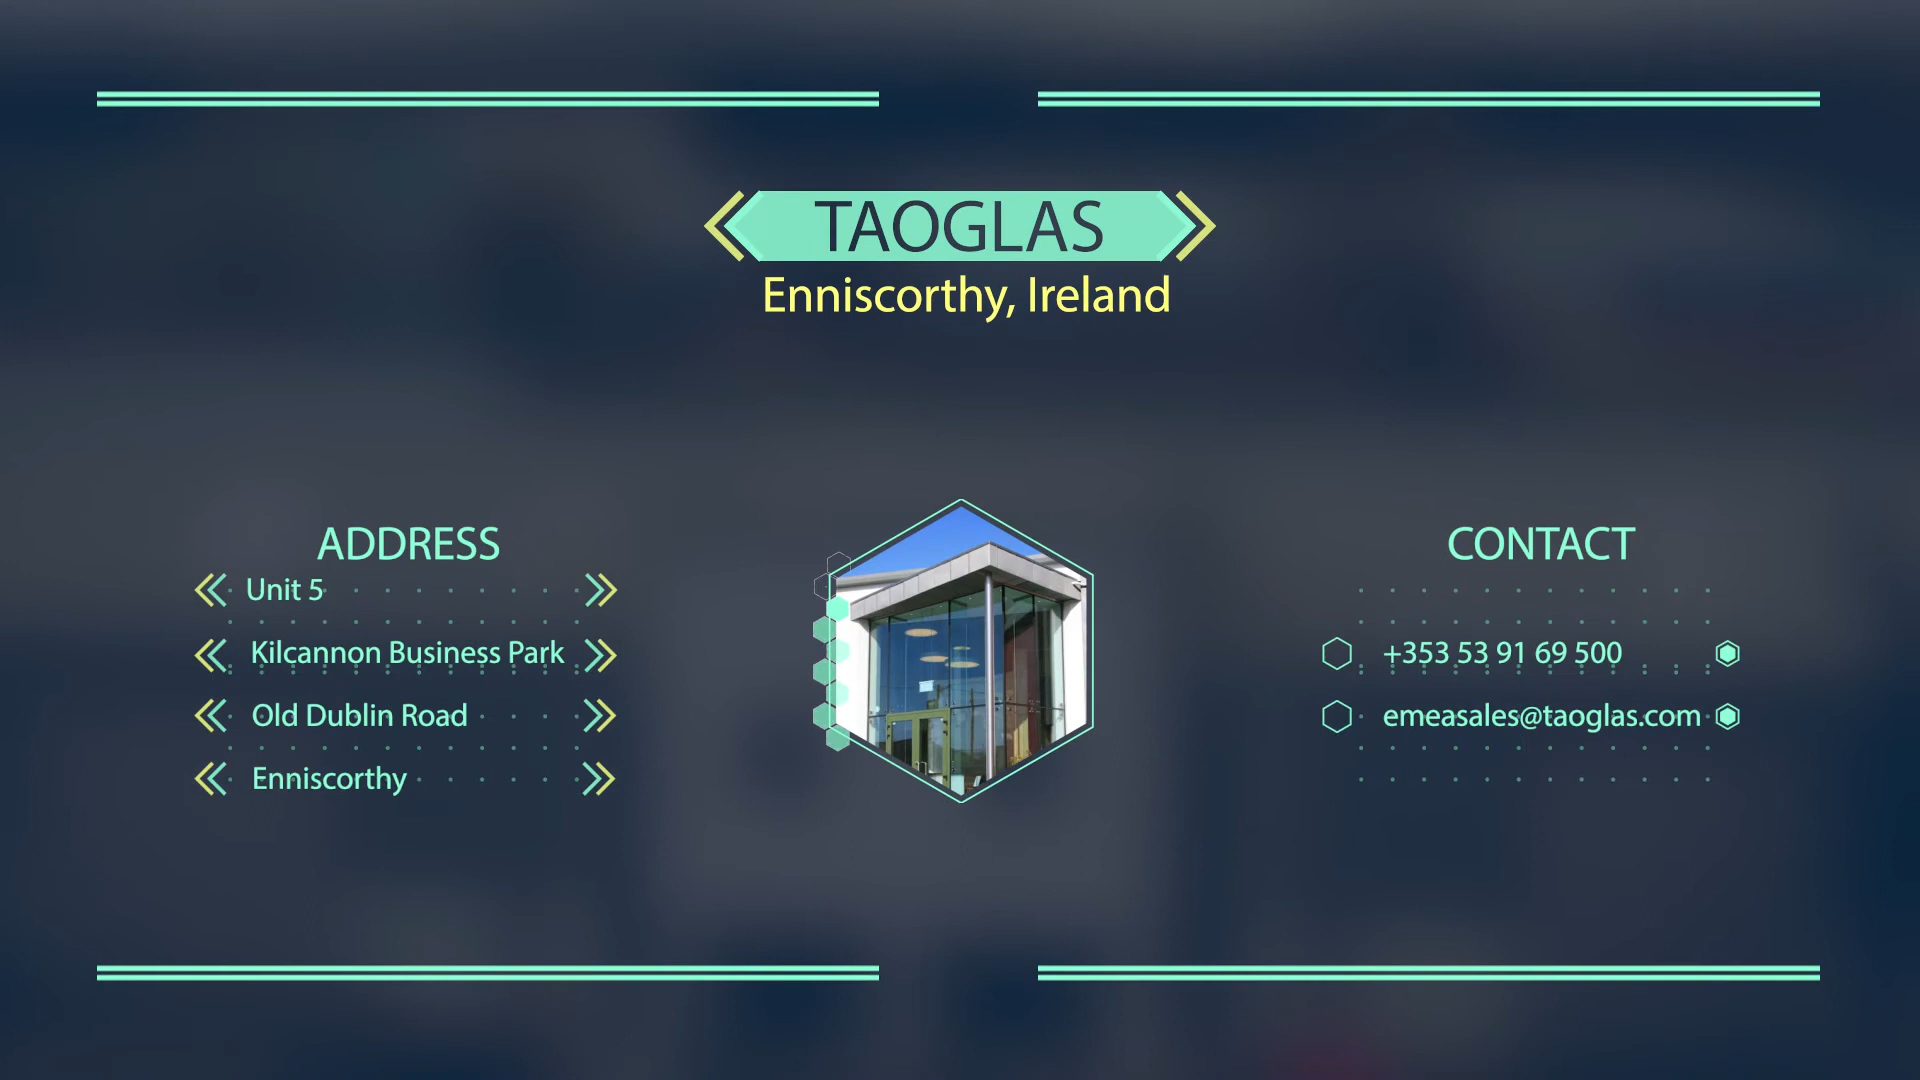 TAOGLAS
Enniscorthy, Ireland
ADDRESS
Unit 5
Kilcannon Business Park
Old Dublin Road
Enniscorthy
CONTACT
+353 53 91 69 500
emeasales@taoglas.com